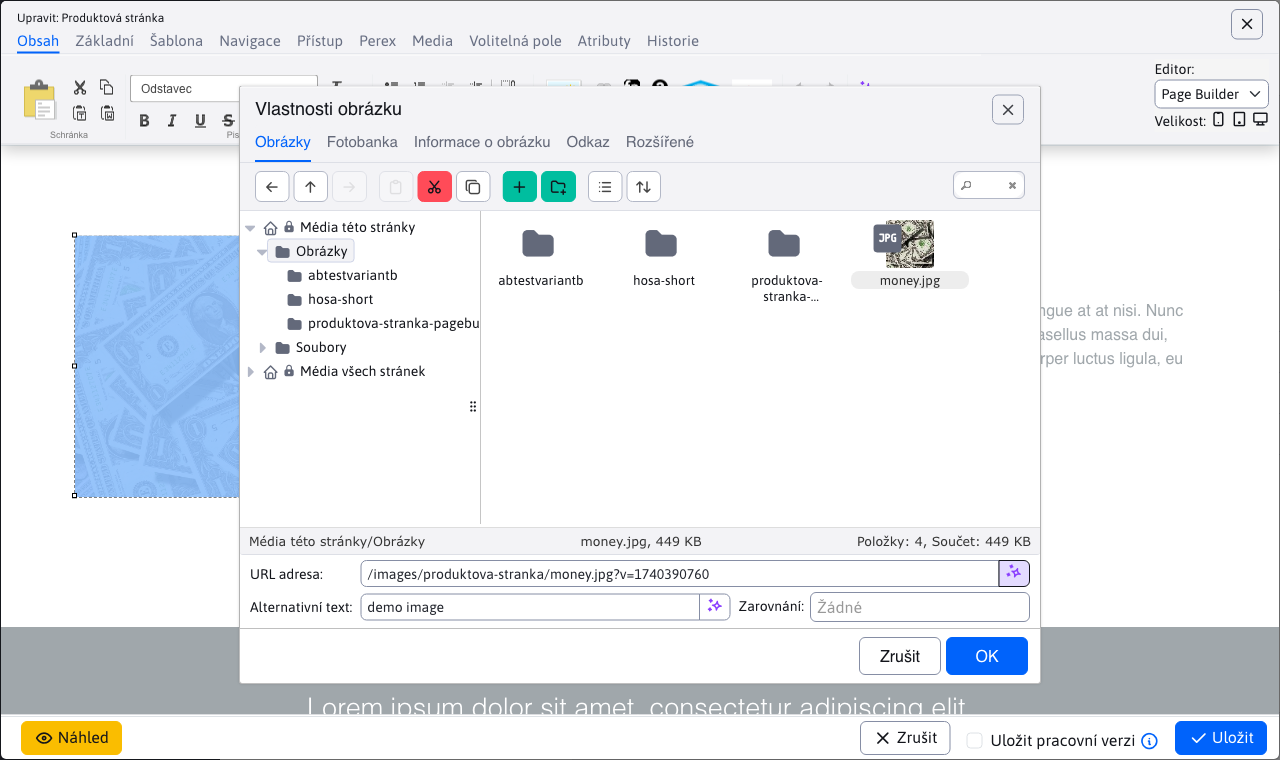 Upravit: Produktová stránka
Obsah Základní Šablona Navigace Přístup Perex Media Volitelná pole Atributy Historie
Editor:
Page Builder
Velikost:
Odstavec
B I U S
Schránka
Vlastnosti obrázku
Obrázky Fotobanka Informace o obrázku Odkaz Rozšířené
Média této stránky
Obrázky
abtestvariantb
hosa-short
produktova-stranka-pagebu
Soubory
Média všech stránek
abtestvariantb
hosa-short
produktova-
stranka-...
JPG
money.jpg
ngue at at nisi. Nunc
asellus massa dui,
rper luctus ligula, eu
Média této stránky/Obrázky money.jpg, 449 KB Položky: 4, Součet: 449 KB
URL adresa: /images/produktova-stranka/money.jpg?v=1740390760
Alternativní text: demo image Zarovnání: Žádné
Zrušit OK
Lorem ipsum dolor sit amet, consectetur adipiscing elit
Náhled Zrušit Uložit pracovní verzi Uložit